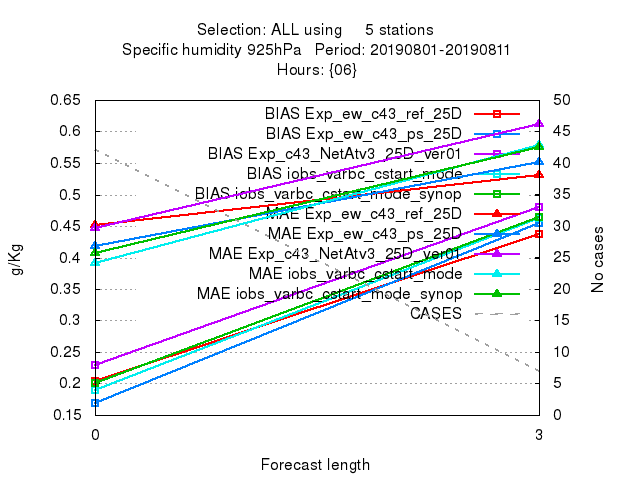 Selection: ALL using 5 stations
Specific humidity 925hPa Period: 20190801-20190811
Hours: {06}
0.65
0.6
0.55
0.5
0.45
0.4
0.35
0.3
0.25
0.2
0.15
g/Kg
BIAS Exp_ew_c43_ref_25D
BIAS Exp_ew_c43_ps_25D
BIAS Exp_c43_NetAtv3_25D_ver01
BIAS iobs_varbc_cstart_mode
BIAS iobs_varbc_cstart_mode_synop
MAE Exp_ew_c43_ref_25D
MAE Exp_ew_c43_ps_25D
MAE Exp_c43_NetAtv3_25D_ver01
MAE iobs_varbc_cstart_mode
MAE iobs_varbc_cstart_mode_synop
CASES
50
45
40
35
30
25
20
15
10
5
0
No cases
0 3
Forecast length